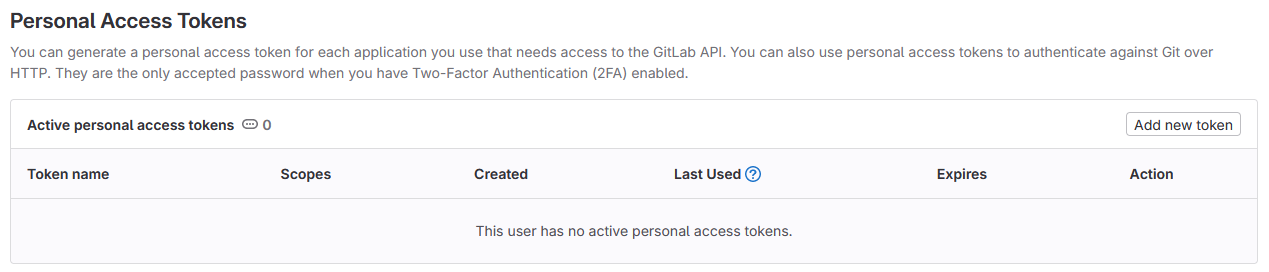 Personal Access Tokens
You can generate a personal access token for each application you use that needs access to the GitLab API. You can also use personal access tokens to authenticate against Git over
HTTP. They are the only accepted password when you have Two-Factor Authentication (2FA) enabled.
Active personal access tokens 0 Add new token
Token name Scopes Created Last Used Expires Action
This user has no active personal access tokens.